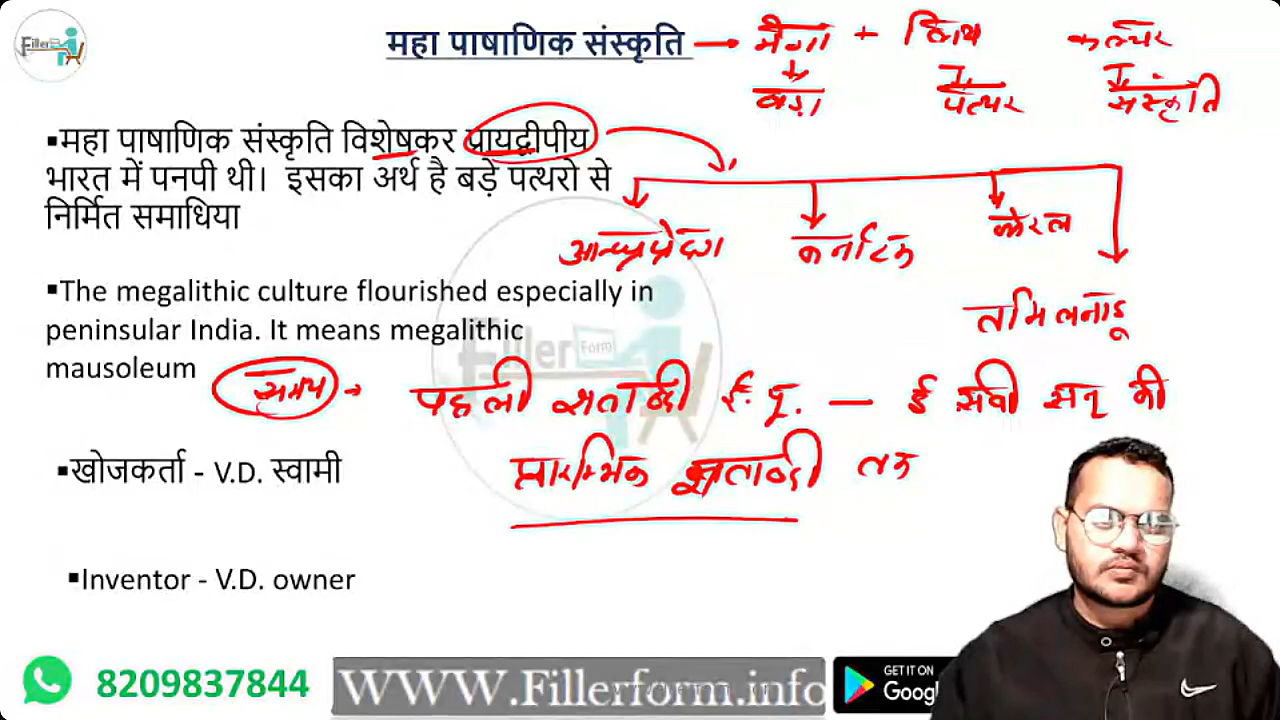 Filler Form
महा पाषाणिक संस्कृति → मैगा + लिथ कल्चर
बड़ा पत्थर संस्कृति
▪महा पाषाणिक संस्कृति विशेषकर प्रायद्वीपीय
भारत में पनपी थी। इसका अर्थ है बड़े पत्थरो से
निर्मित समाधिया
आन्ध्रप्रदेश कर्नाटक केरल
तमिलनाडू
▪The megalithic culture flourished especially in
peninsular India. It means megalithic
mausoleum
Filler Form
समय → पहली शताब्दी ई. पू. — ईसवी सन् की
प्रारम्भिक शताब्दी तक
▪खोजकर्ता - V.D. स्वामी
▪Inventor - V.D. owner
8209837844
WWW.Fillerform.info
GET IT ON
Googl